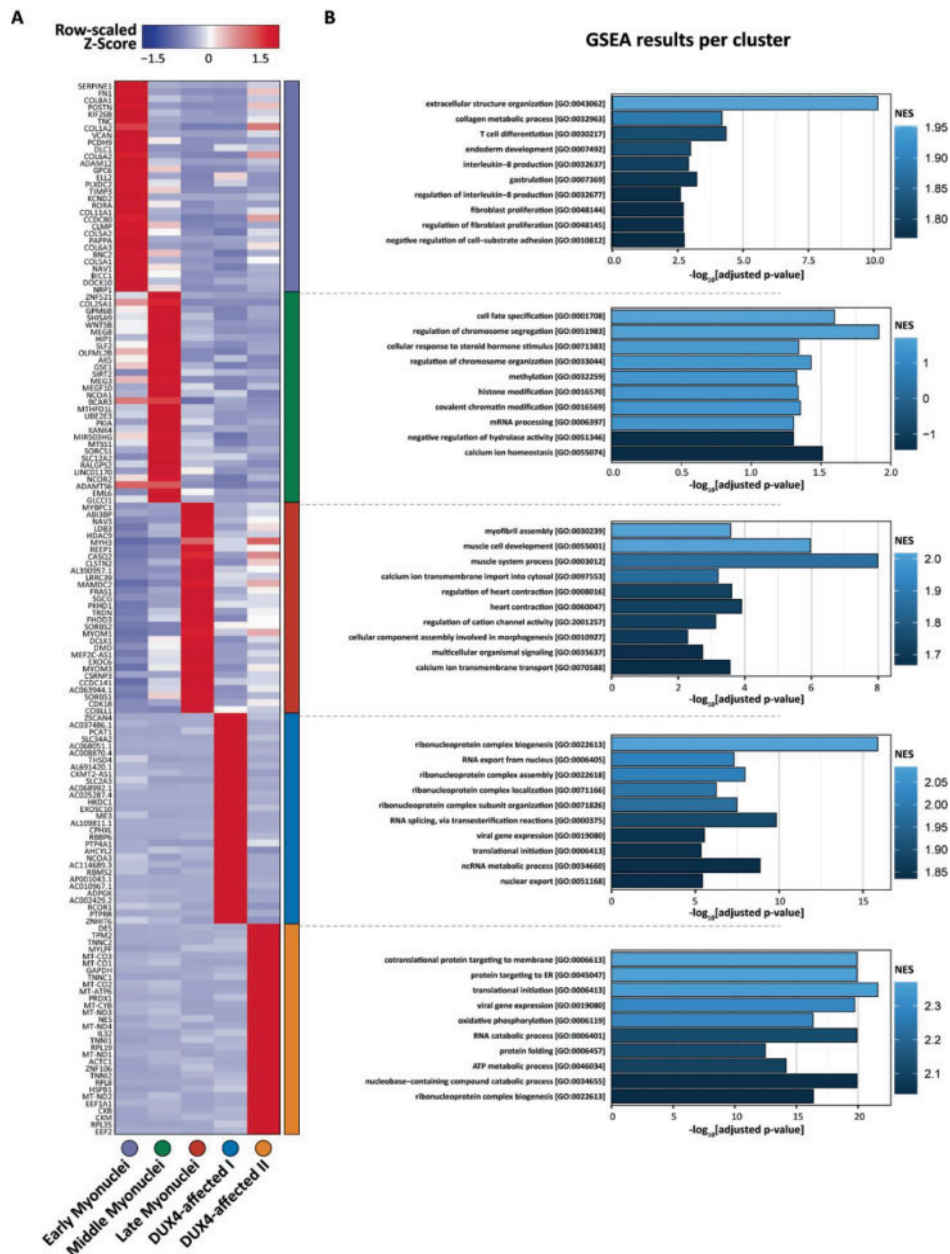 A
B
Row-scaled
Z-Score
−1.5
0
1.5
GSEA results per cluster
SERPINE1
FN1
COL8A1
POSTN
KIF26B
TNC
COL1A2
VCAN
PCDH9
DLC1
COL6A2
ADAM12
GPC6
ELL2
PLXDC2
TIMP3
KCND2
RORA
COL11A1
CCDC80
CLMP
COL5A2
PAPPA
COL6A3
BNC2
COL5A1
NAV1
BICC1
DOCK10
NRP1
ZNF521
COL25A1
GPM6B
SHISA9
WNT5B
MEG8
HIP1
SLF2
OLFML2B
AK5
GSE1
SIRT2
MEG3
MEGF10
NCOA1
BCAR3
MTHFD1L
UBE2E3
PKIA
KANK4
MIR503HG
MTSS1
SORCS1
SLC12A2
RALGPS2
LINC01170
NCOR2
ADAMTS6
EML6
GLCCI1
MYBPC1
ABI3BP
NAV3
LDB3
HDAC9
MYH3
REEP1
CASQ2
CLSTN2
AL390957.1
LRRC39
MAMDC2
FRAS1
SGCG
PKHD1
TRDN
FHOD3
SORBS2
MYOM1
DCLK1
DMD
MEF2C-AS1
EXOC6
MYOM3
CSRNP3
CCDC141
AC063944.1
SORBS1
CDK18
COBLL1
ZSCAN4
AC037486.1
PCAT1
SLC34A2
AC068051.1
AC008870.4
THSD4
AL691420.1
CKMT2-AS1
SLC2A3
AC068992.1
AC025287.4
HKDC1
EXOSC10
ME3
AL109811.1
CPHXL
RBBP6
PTP4A1
AHCYL2
NCOA3
AC114689.3
RBMS2
AP001043.1
AC010967.1
ADPGK
AC002429.2
RCOR1
PTPRR
ZNHIT6
DES
TPM2
TNNC2
MYLPF
MT-CO3
MT-CO1
GAPDH
TNNC1
MT-CO2
MT-ATP6
PRDX1
MT-CYB
MT-ND3
NES
MT-ND4
IL32
TNNI1
RPL19
MT-ND1
ACTC1
ZNF106
TNNI2
RPL8
HSPB1
MT-ND2
EEF1A1
CKB
CKM
RPL35
EEF2
Early Myonuclei
Middle Myonuclei
Late Myonuclei
DUX4-affected I
DUX4-affected II
extracellular structure organization [GO:0043062]
collagen metabolic process [GO:0032963]
T cell differentiation [GO:0030217]
endoderm development [GO:0007492]
interleukin−8 production [GO:0032637]
gastrulation [GO:0007369]
regulation of interleukin−8 production [GO:0032677]
fibroblast proliferation [GO:0048144]
regulation of fibroblast proliferation [GO:0048145]
negative regulation of cell−substrate adhesion [GO:0010812]
0.0 2.5 5.0 7.5 10.0
-log10[adjusted p-value]
NES
1.95
1.90
1.85
1.80
cell fate specification [GO:0001708]
regulation of chromosome segregation [GO:0051983]
cellular response to steroid hormone stimulus [GO:0071383]
regulation of chromosome organization [GO:0033044]
methylation [GO:0032259]
histone modification [GO:0016570]
covalent chromatin modification [GO:0016569]
mRNA processing [GO:0006397]
negative regulation of hydrolase activity [GO:0051346]
calcium ion homeostasis [GO:0055074]
0.0 0.5 1.0 1.5 2.0
-log10[adjusted p-value]
NES
1
0
−1
myofibril assembly [GO:0030239]
muscle cell development [GO:0055001]
muscle system process [GO:0003012]
calcium ion transmembrane import into cytosol [GO:0097553]
regulation of heart contraction [GO:0008016]
heart contraction [GO:0060047]
regulation of cation channel activity [GO:2001257]
cellular component assembly involved in morphogenesis [GO:0010927]
multicellular organismal signaling [GO:0035637]
calcium ion transmembrane transport [GO:0070588]
0 2 4 6 8
-log10[adjusted p-value]
NES
2.0
1.9
1.8
1.7
ribonucleoprotein complex biogenesis [GO:0022613]
RNA export from nucleus [GO:0006405]
ribonucleoprotein complex assembly [GO:0022618]
ribonucleoprotein complex localization [GO:0071166]
ribonucleoprotein complex subunit organization [GO:0071826]
RNA splicing, via transesterification reactions [GO:0000375]
viral gene expression [GO:0019080]
translational initiation [GO:0006413]
ncRNA metabolic process [GO:0034660]
nuclear export [GO:0051168]
0 5 10 15
-log10[adjusted p-value]
NES
2.05
2.00
1.95
1.90
1.85
cotranslational protein targeting to membrane [GO:0006613]
protein targeting to ER [GO:0045047]
translational initiation [GO:0006413]
viral gene expression [GO:0019080]
oxidative phosphorylation [GO:0006119]
RNA catabolic process [GO:0006401]
protein folding [GO:0006457]
ATP metabolic process [GO:0046034]
nucleobase−containing compound catabolic process [GO:0034655]
ribonucleoprotein complex biogenesis [GO:0022613]
0 5 10 15 20
-log10[adjusted p-value]
NES
2.3
2.2
2.1